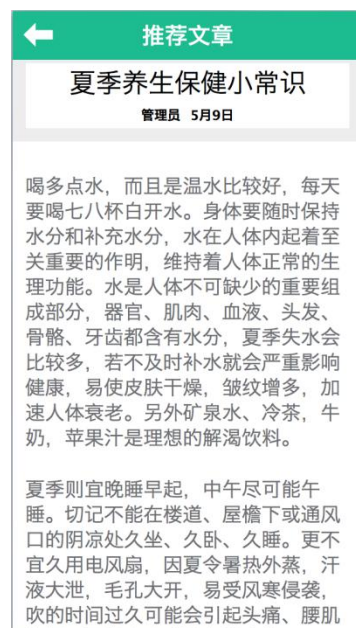 推荐文章
夏季养生保健小常识
管理员 5月9日
喝多点水，而且是温水比较好，每天
要喝七八杯白开水。身体要随时保持
水分和补充水分，水在人体内起着至
关重要的作明，维持着人体正常的生
理功能。水是人体不可缺少的重要组
成部分，器官、肌肉、血液、头发、
骨骼、牙齿都含有水分，夏季失水会
比较多，若不及时补水就会严重影响
健康，易使皮肤干燥，皱纹增多，加
速人体衰老。另外矿泉水、冷茶，牛
奶，苹果汁是理想的解渴饮料。
夏季则宜晚睡早起，中午尽可能午
睡。切记不能在楼道、屋檐下或通风
口的阴凉处久坐、久卧、久睡。更不
宜久用电风扇，因夏令暑热外蒸，汗
液大泄，毛孔大开，易受风寒侵袭，
吹的时间过久可能会引起头痛、腰肌